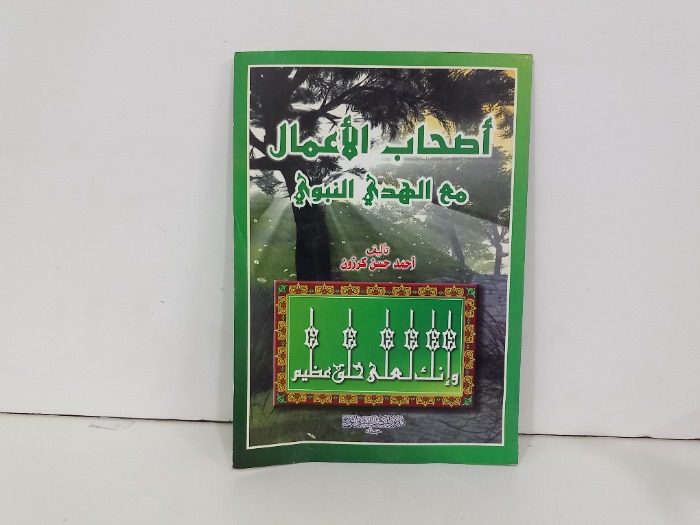 أصحاب الأعمال
مع الهدي النبوي
تأليف
أحمد حسن كرزون
وإنك لعلى خلق عظيم